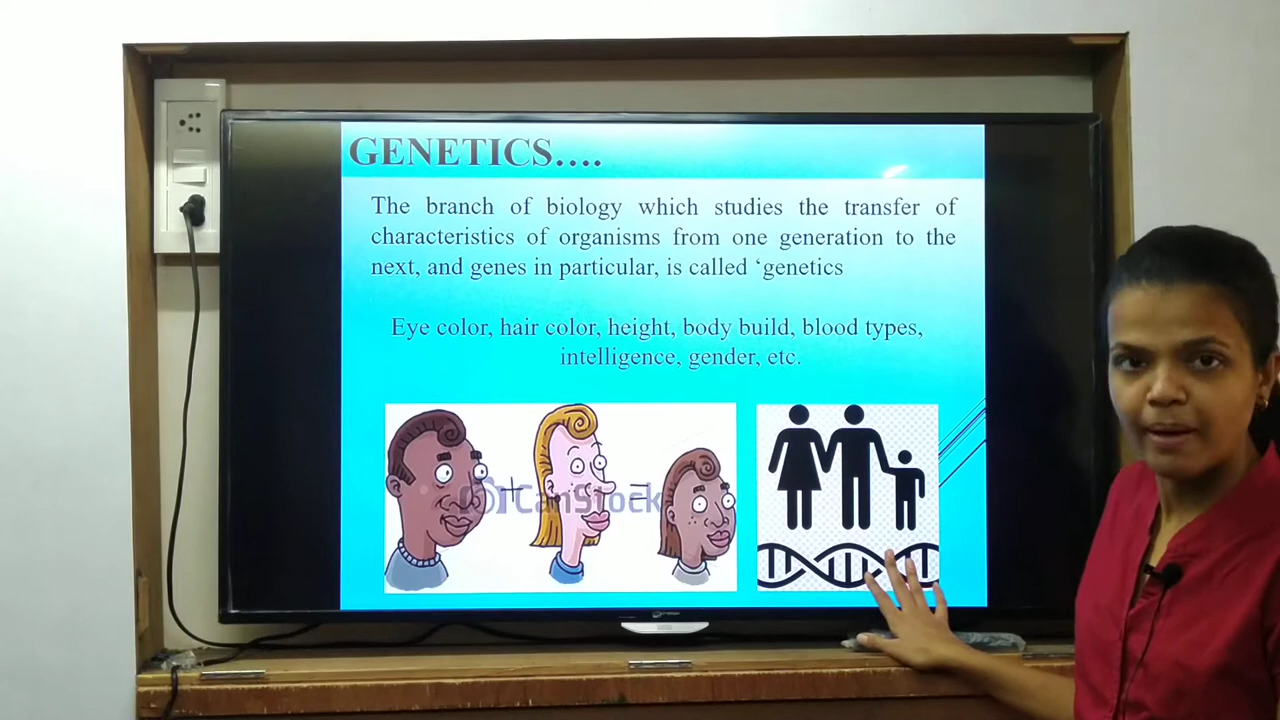 GENETICS....
The branch of biology which studies the transfer of
characteristics of organisms from one generation to the
next, and genes in particular, is called ‘genetics
Eye color, hair color, height, body build, blood types,
intelligence, gender, etc.
+ =
CanStock